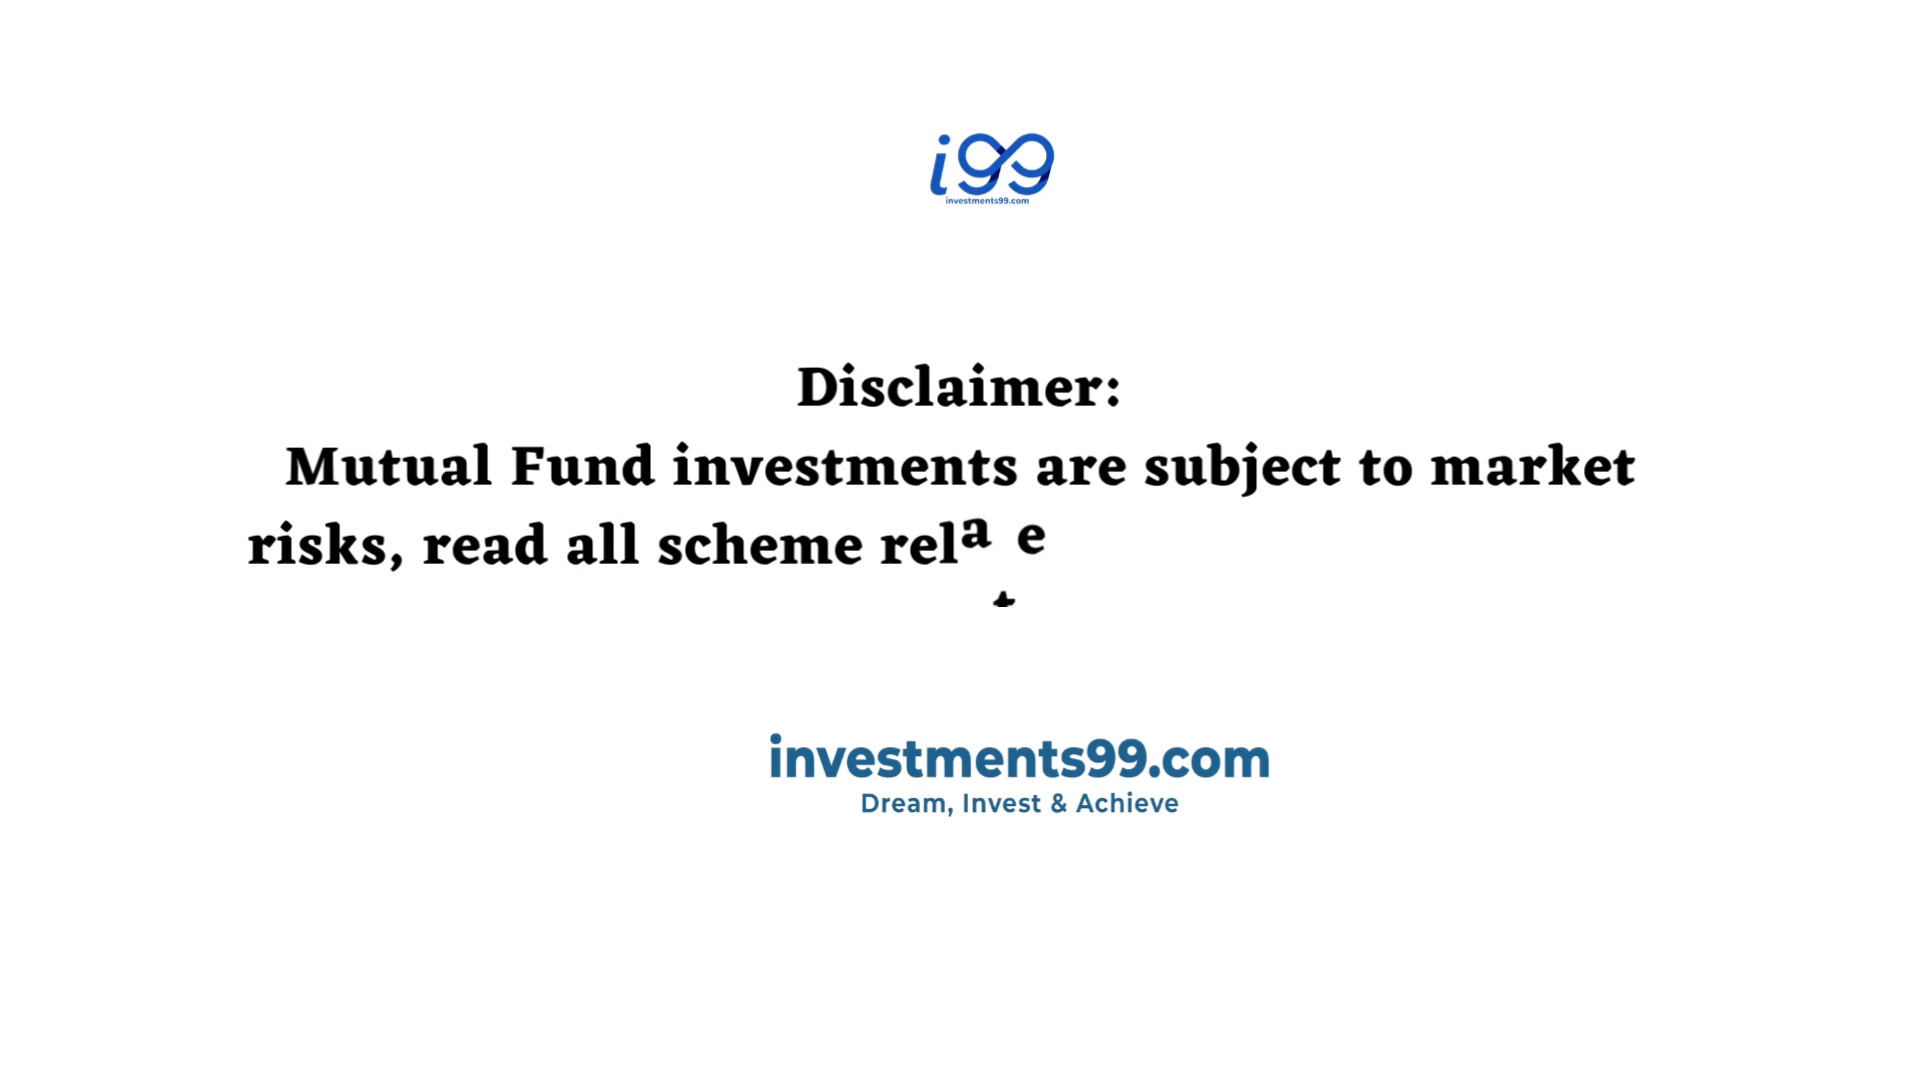 i99
investments99.com
Disclaimer:
Mutual Fund investments are subject to market
risks, read all scheme relate
investments99.com
Dream, Invest & Achieve